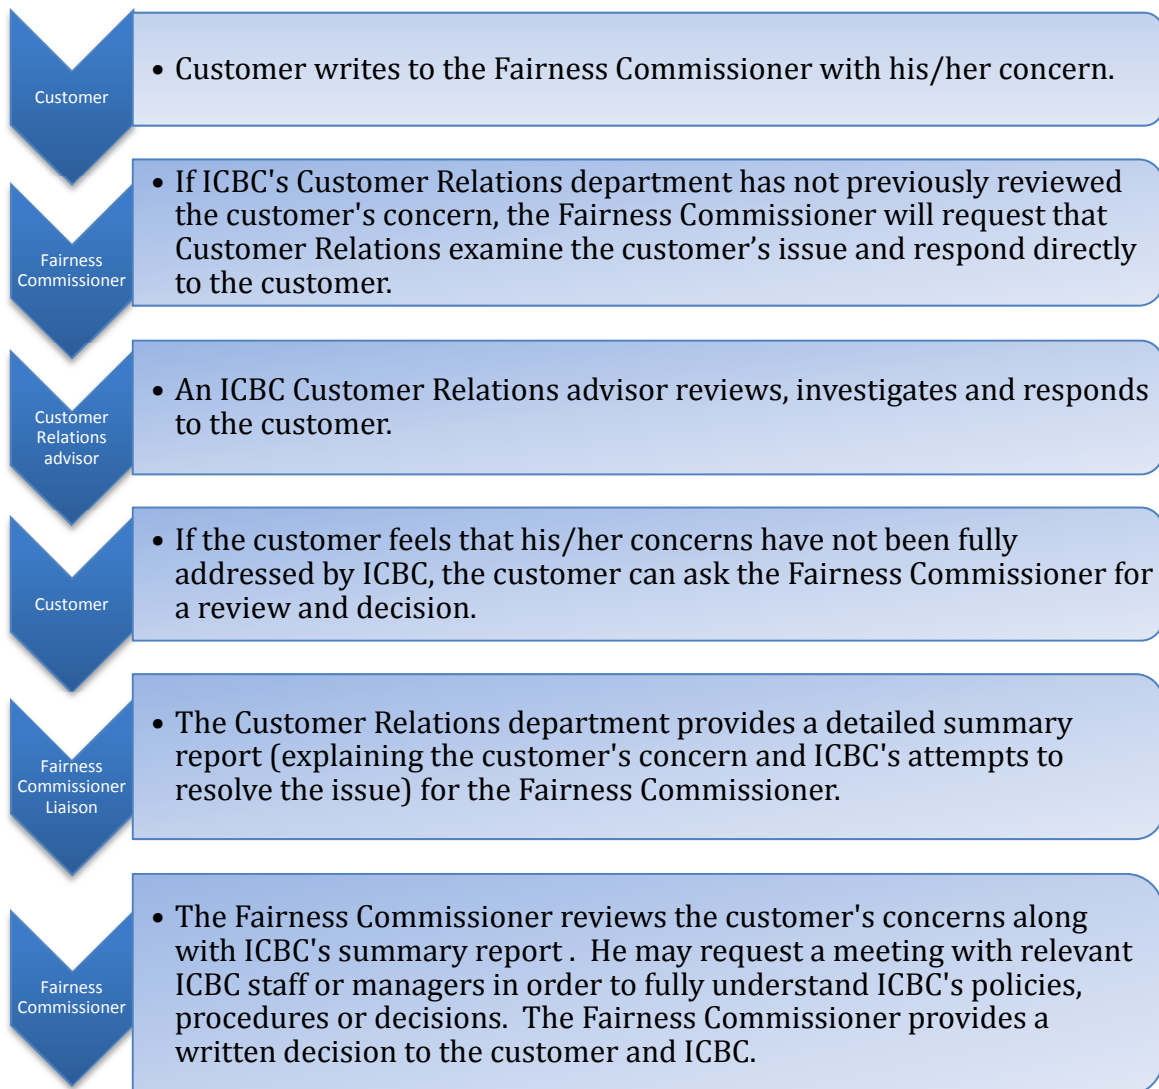 Customer
• Customer writes to the Fairness Commissioner with his/her concern.
Fairness
Commissioner
• If ICBC's Customer Relations department has not previously reviewed
the customer's concern, the Fairness Commissioner will request that
Customer Relations examine the customer’s issue and respond directly
to the customer.
Customer
Relations
advisor
• An ICBC Customer Relations advisor reviews, investigates and responds
to the customer.
Customer
• If the customer feels that his/her concerns have not been fully
addressed by ICBC, the customer can ask the Fairness Commissioner for
a review and decision.
Fairness
Commissioner
Liaison
• The Customer Relations department provides a detailed summary
report (explaining the customer's concern and ICBC's attempts to
resolve the issue) for the Fairness Commissioner.
Fairness
Commissioner
• The Fairness Commissioner reviews the customer's concerns along
with ICBC's summary report .  He may request a meeting with relevant
ICBC staff or managers in order to fully understand ICBC's policies,
procedures or decisions.  The Fairness Commissioner provides a
written decision to the customer and ICBC.